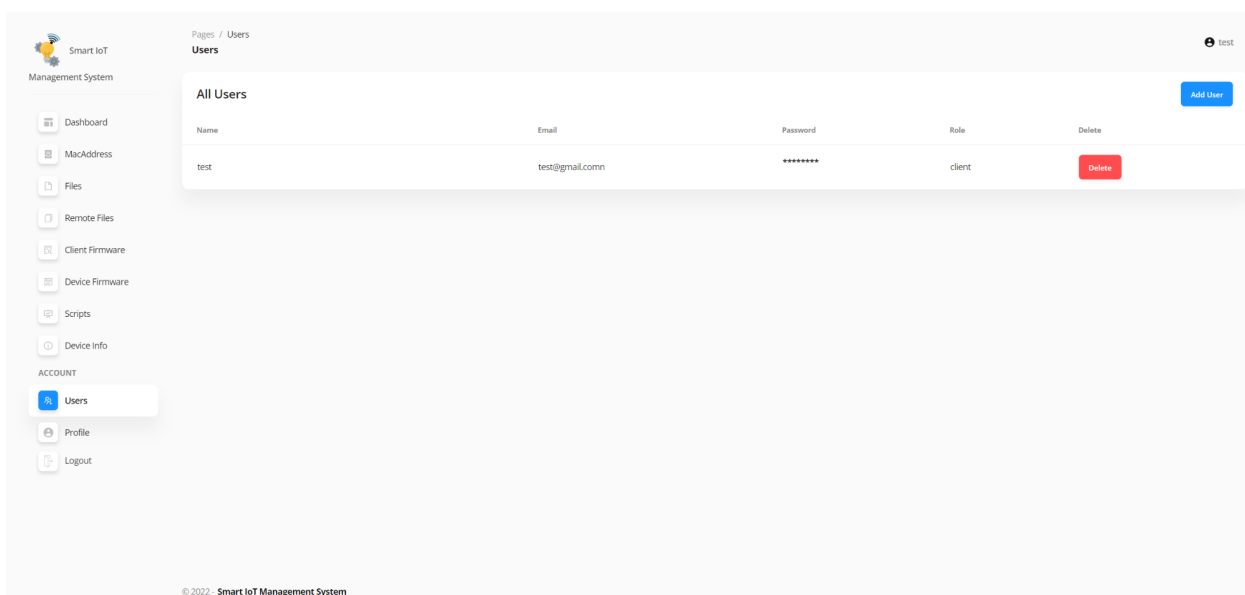 Smart IoT
Management System
Dashboard
MacAddress
Files
Remote Files
Client Firmware
Device Firmware
Scripts
Device Info
ACCOUNT
Users
Profile
Logout
Pages / Users
Users
test
All Users
Add User
Name Email Password Role Delete
test test@gmail.comn ******** client Delete
© 2022 - Smart IoT Management System